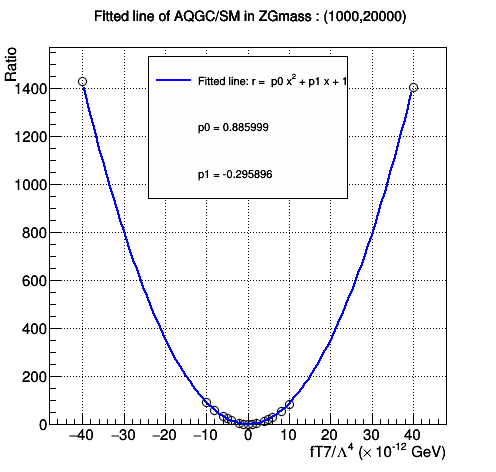 FItted line of AQGC/SM in ZGmass : (1000,20000)
Ratio
Fitted line: r = p0 x² + p1 x + 1
p0 = 0.885999
p1 = -0.295896
1400
1200
1000
800
600
400
200
0
−40 −30 −20 −10 0 10 20 30 40
fT7/Λ⁴ (× 10⁻¹² GeV)